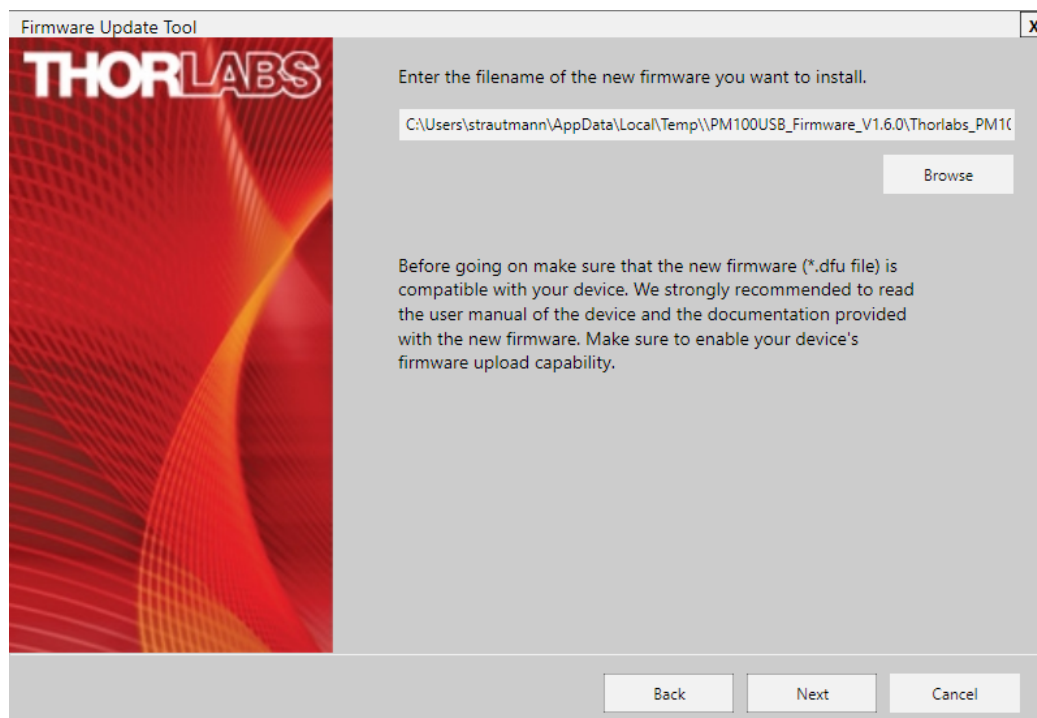 Firmware Update Tool
X
THORLABS
Enter the filename of the new firmware you want to install.
C:\Users\strautmann\AppData\Local\Temp\\PM100USB_Firmware_V1.6.0\Thorlabs_PM10
Browse
Before going on make sure that the new firmware (*.dfu file) is
compatible with your device. We strongly recommended to read
the user manual of the device and the documentation provided
with the new firmware. Make sure to enable your device's
firmware upload capability.
Back
Next
Cancel